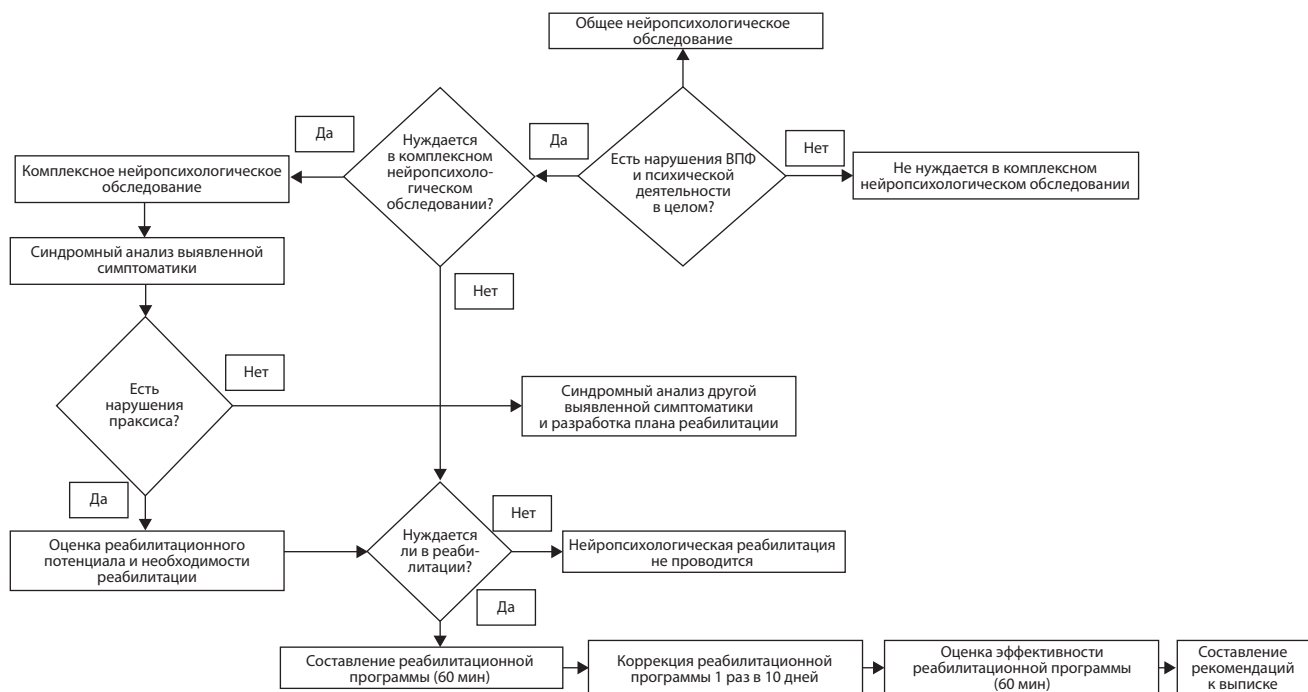 Общее нейропсихологическое
обследование
Да
Нуждается
в комплексном
нейропсихоло-
гическом
обследовании?
Да
Есть нарушения ВПФ
и психической
деятельности
в целом?
Нет
Не нуждается в комплексном
нейропсихологическом обследовании
Комплексное нейропсихологическое
обследование
Синдромный анализ выявленной
симптоматики
Нет
Есть
нарушения
праксиса?
Нет
Синдромный анализ другой
выявленной симптоматики
и разработка плана реабилитации
Да
Оценка реабилитационного
потенциала и необходимости
реабилитации
Нуждается
ли в реаби-
литации?
Нет
Нейропсихологическая реабилитация
не проводится
Да
Составление реабилитационной
программы (60 мин)
Коррекция реабилитационной
программы 1 раз в 10 дней
Оценка эффективности
реабилитационной программы
(60 мин)
Составление
рекомендаций
к выписке